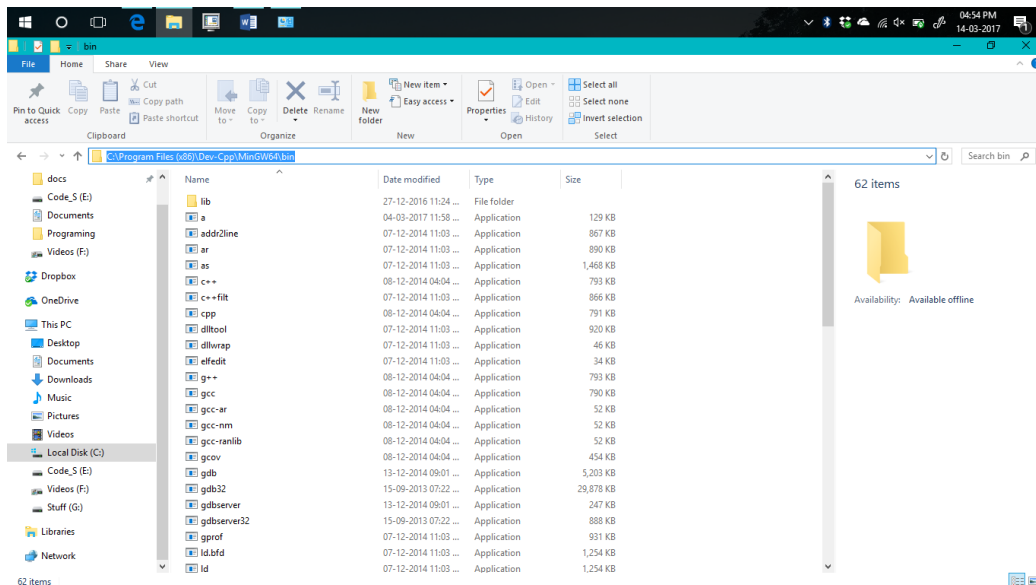 04:54 PM
14-03-2017
bin
File Home Share View
Pin to Quick access
Copy
Paste
Cut
Copy path
Paste shortcut
Move to
Copy to
Delete
Rename
New folder
New item
Easy access
Properties
Open
Edit
History
Select all
Select none
Invert selection
Clipboard Organize New Open Select
C:\Program Files (x86)\Dev-Cpp\MinGW64\bin
Search bin
docs
Code_S (E:)
Documents
Programing
Videos (F:)
Dropbox
OneDrive
This PC
Desktop
Documents
Downloads
Music
Pictures
Videos
Local Disk (C:)
Code_S (E:)
Videos (F:)
Stuff (G:)
Libraries
Network
Name Date modified Type Size
lib 27-12-2016 11:24 ... File folder
a 04-03-2017 11:58 ... Application 129 KB
addr2line 07-12-2014 11:03 ... Application 867 KB
ar 07-12-2014 11:03 ... Application 890 KB
as 07-12-2014 11:03 ... Application 1,468 KB
c++ 08-12-2014 04:04 ... Application 793 KB
c++filt 07-12-2014 11:03 ... Application 866 KB
cpp 08-12-2014 04:04 ... Application 791 KB
dlltool 07-12-2014 11:03 ... Application 920 KB
dllwrap 07-12-2014 11:03 ... Application 46 KB
elfedit 07-12-2014 11:03 ... Application 34 KB
g++ 08-12-2014 04:04 ... Application 793 KB
gcc 08-12-2014 04:04 ... Application 790 KB
gcc-ar 08-12-2014 04:04 ... Application 52 KB
gcc-nm 08-12-2014 04:04 ... Application 52 KB
gcc-ranlib 08-12-2014 04:04 ... Application 52 KB
gcov 08-12-2014 04:04 ... Application 454 KB
gdb 13-12-2014 09:01 ... Application 5,203 KB
gdb32 15-09-2013 07:22 ... Application 29,878 KB
gdbserver 13-12-2014 09:01 ... Application 247 KB
gdbserver32 15-09-2013 07:22 ... Application 888 KB
gprof 07-12-2014 11:03 ... Application 931 KB
ld.bfd 07-12-2014 11:03 ... Application 1,254 KB
ld 07-12-2014 11:03 ... Application 1,254 KB
62 items
Availability: Available offline
62 items